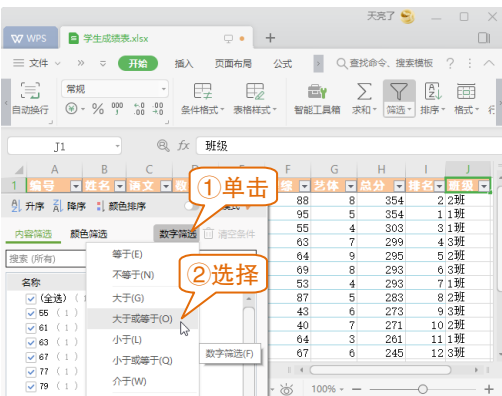 天亮了
WPS 学生成绩表.xlsx
文件 开始 插入 页面布局 公式 查找命令、搜索模板
自动换行 常规 % 000 条件格式 表格样式 智能工具箱 求和 筛选 排序 格式
J1 fx 班级
A B C F G H I J
1 编号 姓名 语文 艺体 总分 排名 班级
升序 降序 颜色排序
①单击
内容筛选 颜色筛选 数字筛选 清空条件
搜索 (所有)
名称
(全选) (
55 ( 1 )
61 ( 1 )
63 ( 1 )
67 ( 1 )
77 ( 1 )
79 ( 1 )
等于(E)
不等于(N)
大于(G)
大于或等于(O)
小于(L)
小于或等于(Q)
介于(W)
②选择
数字筛选(F)
88 8 354 2 2班
95 5 354 1 1班
55 4 303 3 1班
63 7 299 4 3班
64 9 295 5 2班
69 8 293 6 3班
53 4 293 7 1班
87 5 283 8 2班
43 6 273 9 3班
40 7 271 10 2班
64 3 261 11 1班
67 6 245 12 3班
100%